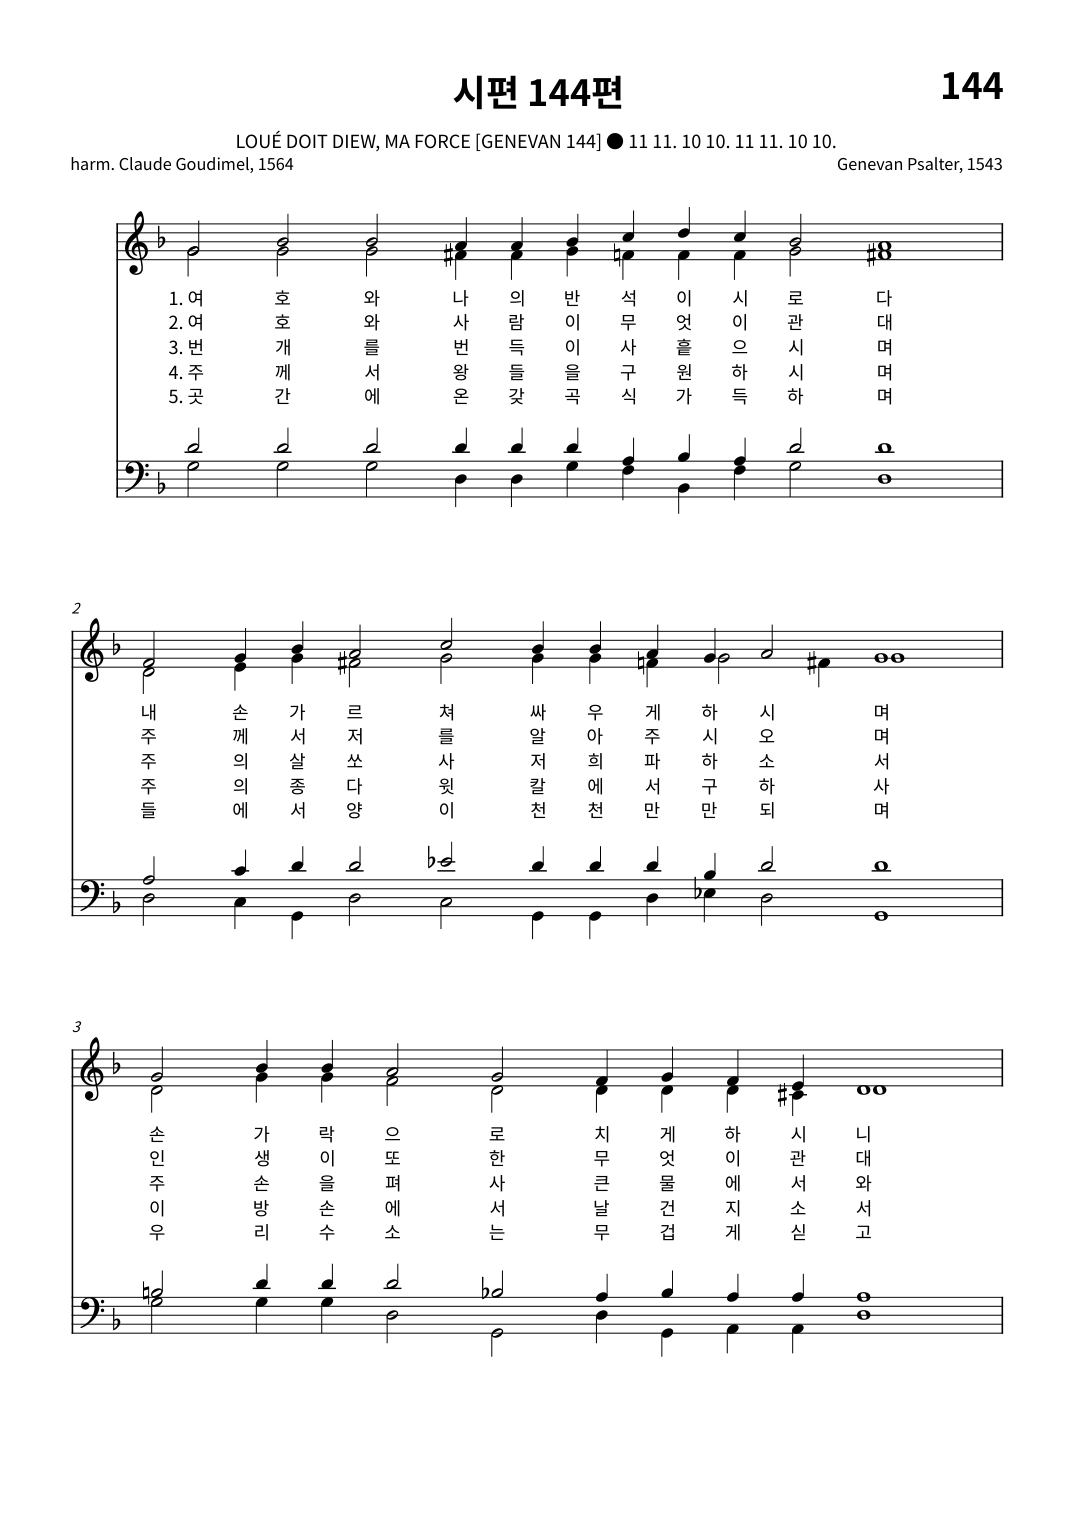 시편 144편
144
LOUÉ DOIT DIEW, MA FORCE [GENEVAN 144] ● 11 11. 10 10. 11 11. 10 10.
harm. Claude Goudimel, 1564
Genevan Psalter, 1543
1. 여 호 와 나 의 반 석 이 시 로 다
2. 여 호 와 사 람 이 무 엇 이 관 대
3. 번 개 를 번 득 이 사 흩 으 시 며
4. 주 께 서 왕 들 을 구 원 하 시 며
5. 곳 간 에 온 갖 곡 식 가 득 하 며
2
내 손 가 르 쳐 싸 우 게 하 시 며
주 께 서 저 를 알 아 주 시 오 며
주 의 살 쏘 사 저 희 파 하 소 서
주 의 종 다 윗 칼 에 서 구 하 사
들 에 서 양 이 천 천 만 만 되 며
3
손 가 락 으 로 치 게 하 시 니
인 생 이 또 한 무 엇 이 관 대
주 손 을 펴 사 큰 물 에 서 와
이 방 손 에 서 날 건 지 소 서
우 리 수 소 는 무 겁 게 싣 고